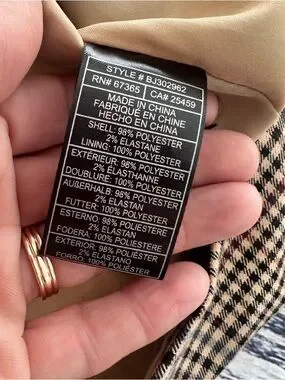 STYLE # BJ302962
RN# 67365 CA# 25459
MADE IN CHINA
FABRIQUÉ EN CHINE
HECHO EN CHINA
SHELL: 98% POLYESTER
2% ELASTANE
LINING: 100% POLYESTER
EXTERIEUR: 98% POLYESTER
2% ELASTHANNE
DOUBLURE: 100% POLYESTER
AUßERHALB: 98% POLYESTER
2% ELASTAN
FUTTER: 100% POLYESTER
ESTERNO: 98% POLIESTERE
2% ELASTAN
FODERA: 100% POLIESTERE
EXTERIOR: 98% POLIÉSTER
2% ELASTANO
FORRO: 100% POLIÉSTER